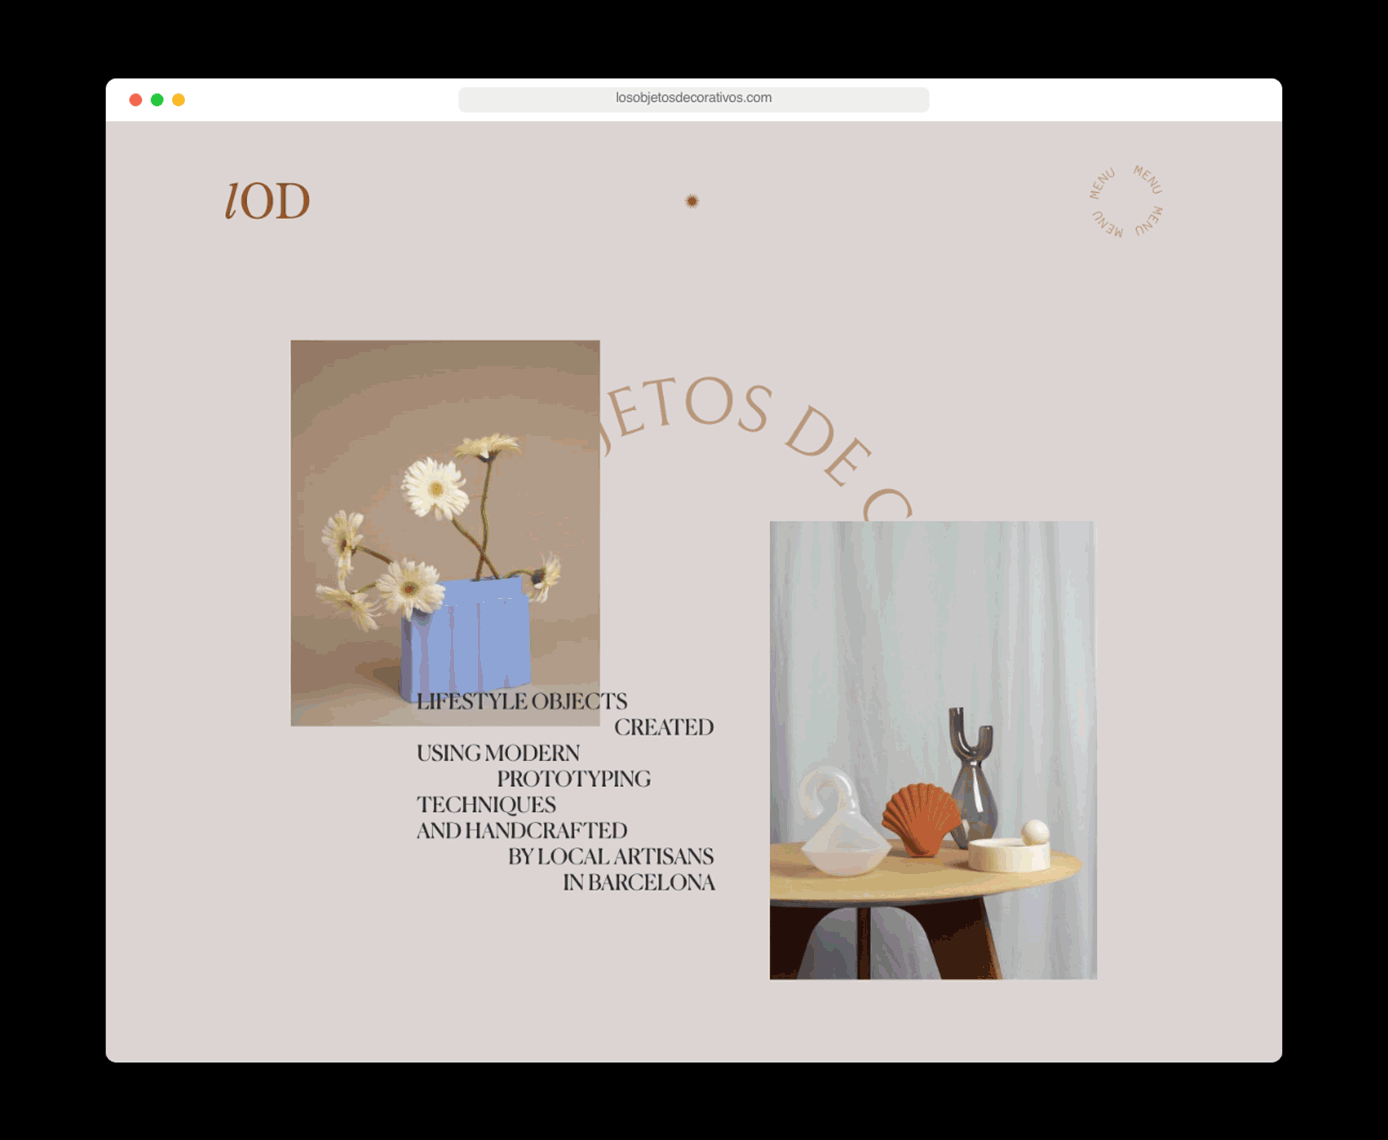 losobjetosdecorativos.com
lOD
MENU MENU MENU MENU
JETOS DE C
LIFESTYLE OBJECTS
CREATED
USING MODERN
PROTOTYPING
TECHNIQUES
AND HANDCRAFTED
BY LOCAL ARTISANS
IN BARCELONA